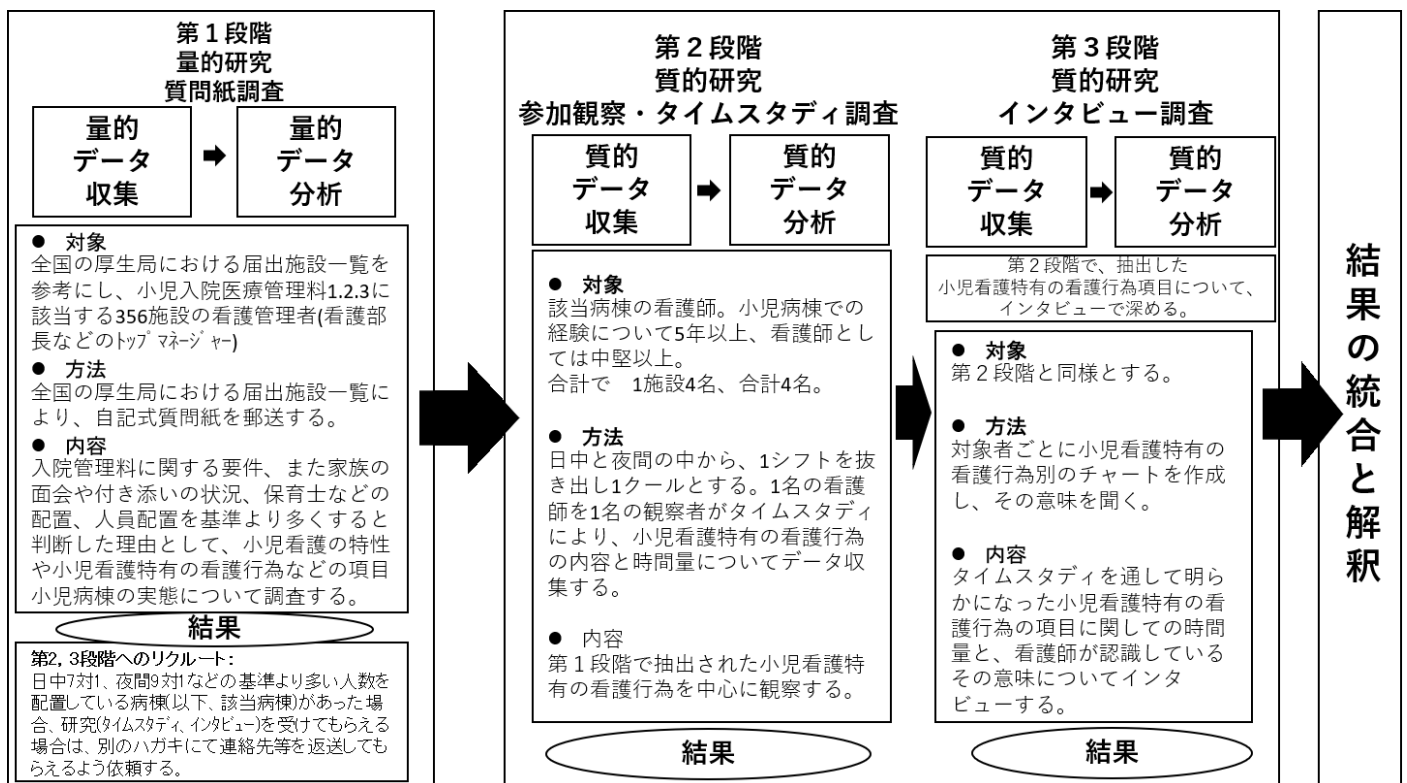 第１段階
量的研究
質問紙調査
量的
データ
収集
量的
データ
分析
● 対象
全国の厚生局における届出施設一覧を
参考にし、小児入院医療管理料1.2.3に
該当する356施設の看護管理者(看護部
長などのﾄｯﾌﾟﾏﾈｰｼﾞｬｰ)
● 方法
全国の厚生局における届出施設一覧に
より、自記式質問紙を郵送する。
● 内容
入院管理料に関する要件、また家族の
面会や付き添いの状況、保育士などの
配置、人員配置を基準より多くすると
判断した理由として、小児看護の特性
や小児看護特有の看護行為などの項目
小児病棟の実態について調査する。
結果
第2, 3段階へのリクルート：
日中7対1、夜間9対1などの基準より多い人数を
配置している病棟(以下、該当病棟)があった場
合、研究(ﾀｲﾑｽﾀﾃﾞｨ、ｲﾝﾀﾋﾞｭｰ)を受けてもらえる
場合は、別のハガキにて連絡先等を返送しても
らえるよう依頼する。
第２段階
質的研究
参加観察・タイムスタディ調査
質的
データ
収集
質的
データ
分析
● 対象
該当病棟の看護師。小児病棟での
経験について5年以上、看護師とし
ては中堅以上。
合計で　1施設4名、合計4名。
● 方法
日中と夜間の中から、1シフトを抜
き出し1クールとする。1名の看護
師を1名の観察者がタイムスタディ
により、小児看護特有の看護行為
の内容と時間量についてデータ収
集する。
● 内容
第１段階で抽出された小児看護特
有の看護行為を中心に観察する。
結果
第３段階
質的研究
インタビュー調査
質的
データ
収集
質的
データ
分析
第２段階で、抽出した
小児看護特有の看護行為項目について、
インタビューで深める。
● 対象
第２段階と同様とする。
● 方法
対象者ごとに小児看護特有の
看護行為別のチャートを作成
し、その意味を聞く。
● 内容
タイムスタディを通して明ら
かになった小児看護特有の看
護行為の項目に関しての時間
量と、看護師が認識している
その意味についてインタ
ビューする。
結果
結果の統合と解釈